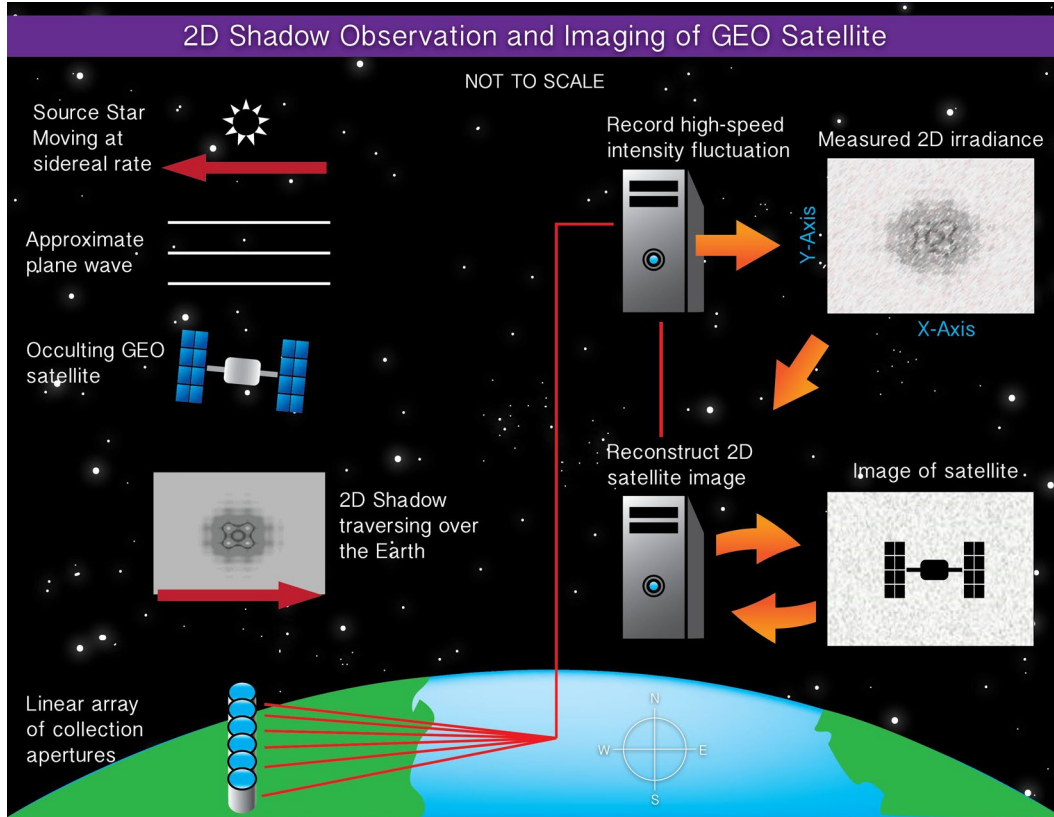 2D Shadow Observation and Imaging of GEO Satellite
NOT TO SCALE
Source Star
Moving at
sidereal rate
Approximate
plane wave
Occulting GEO
satellite
2D Shadow
traversing over
the Earth
Linear array
of collection
apertures
Record high-speed
intensity fluctuation
Measured 2D irradiance
Y-Axis
X-Axis
Reconstruct 2D
satellite image
Image of satellite
N
W
E
S